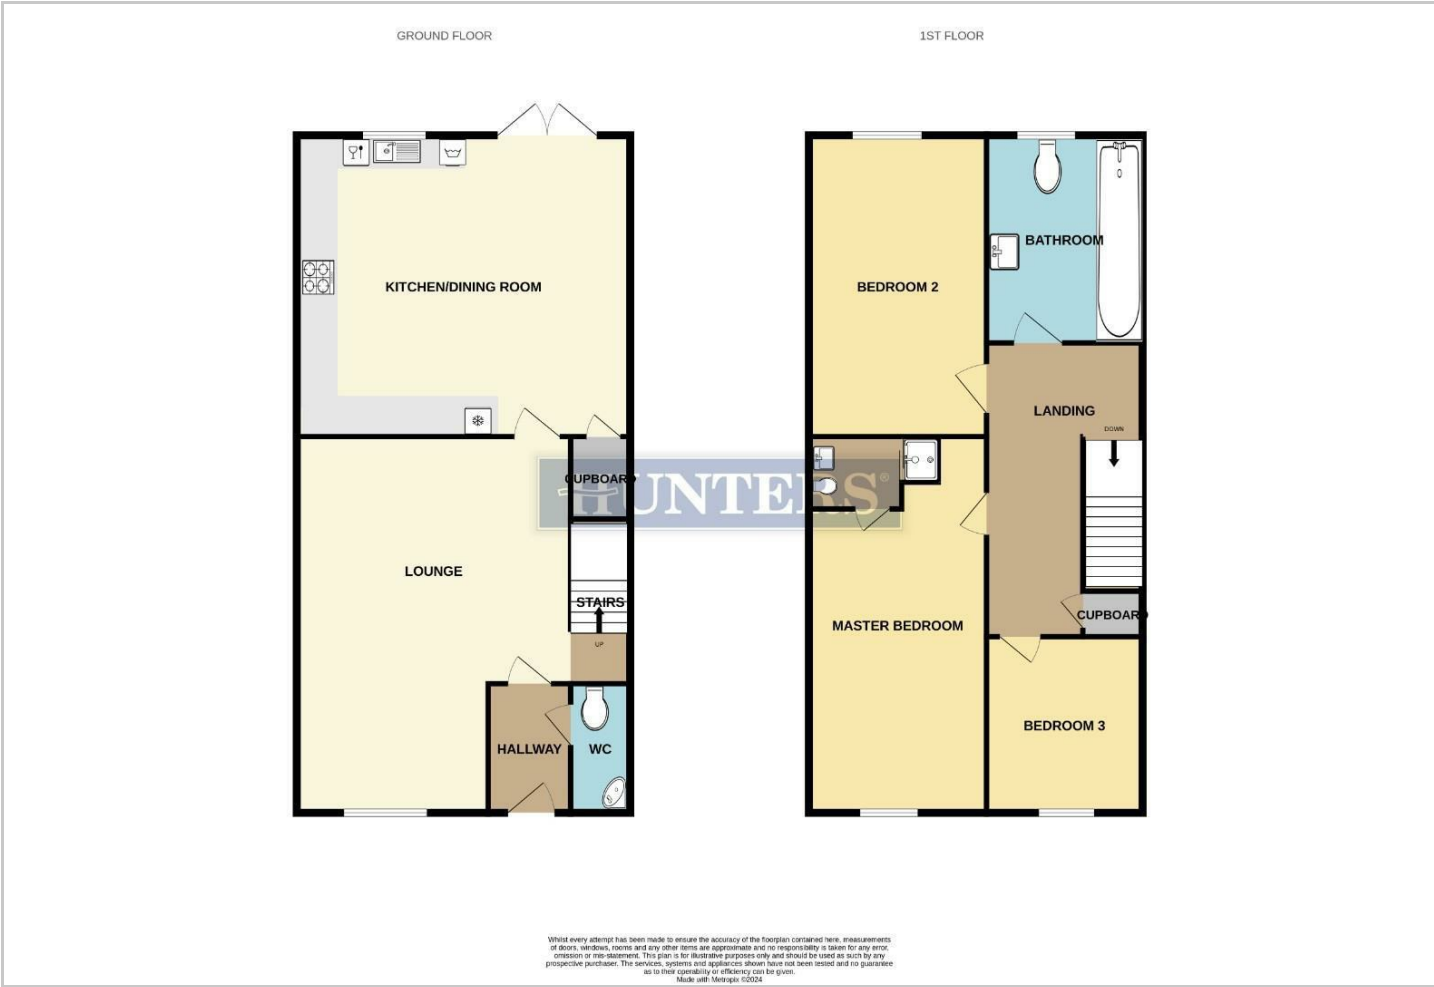 GROUND FLOOR
1ST FLOOR
KITCHEN/DINING ROOM
CUPBOARD
LOUNGE
STAIRS
UP
HALLWAY
WC
BEDROOM 2
BATHROOM
LANDING
DOWN
MASTER BEDROOM
CUPBOARD
BEDROOM 3
HUNTERS®
Whilst every attempt has been made to ensure the accuracy of the floorplan contained here, measurements
of doors, windows, rooms and any other items are approximate and no responsibility is taken for any error,
omission or mis-statement. This plan is for illustrative purposes only and should be used as such by any
prospective purchaser. The services, systems and appliances shown have not been tested and no guarantee
as to their operability or efficiency can be given.
Made with Metropix ©2024